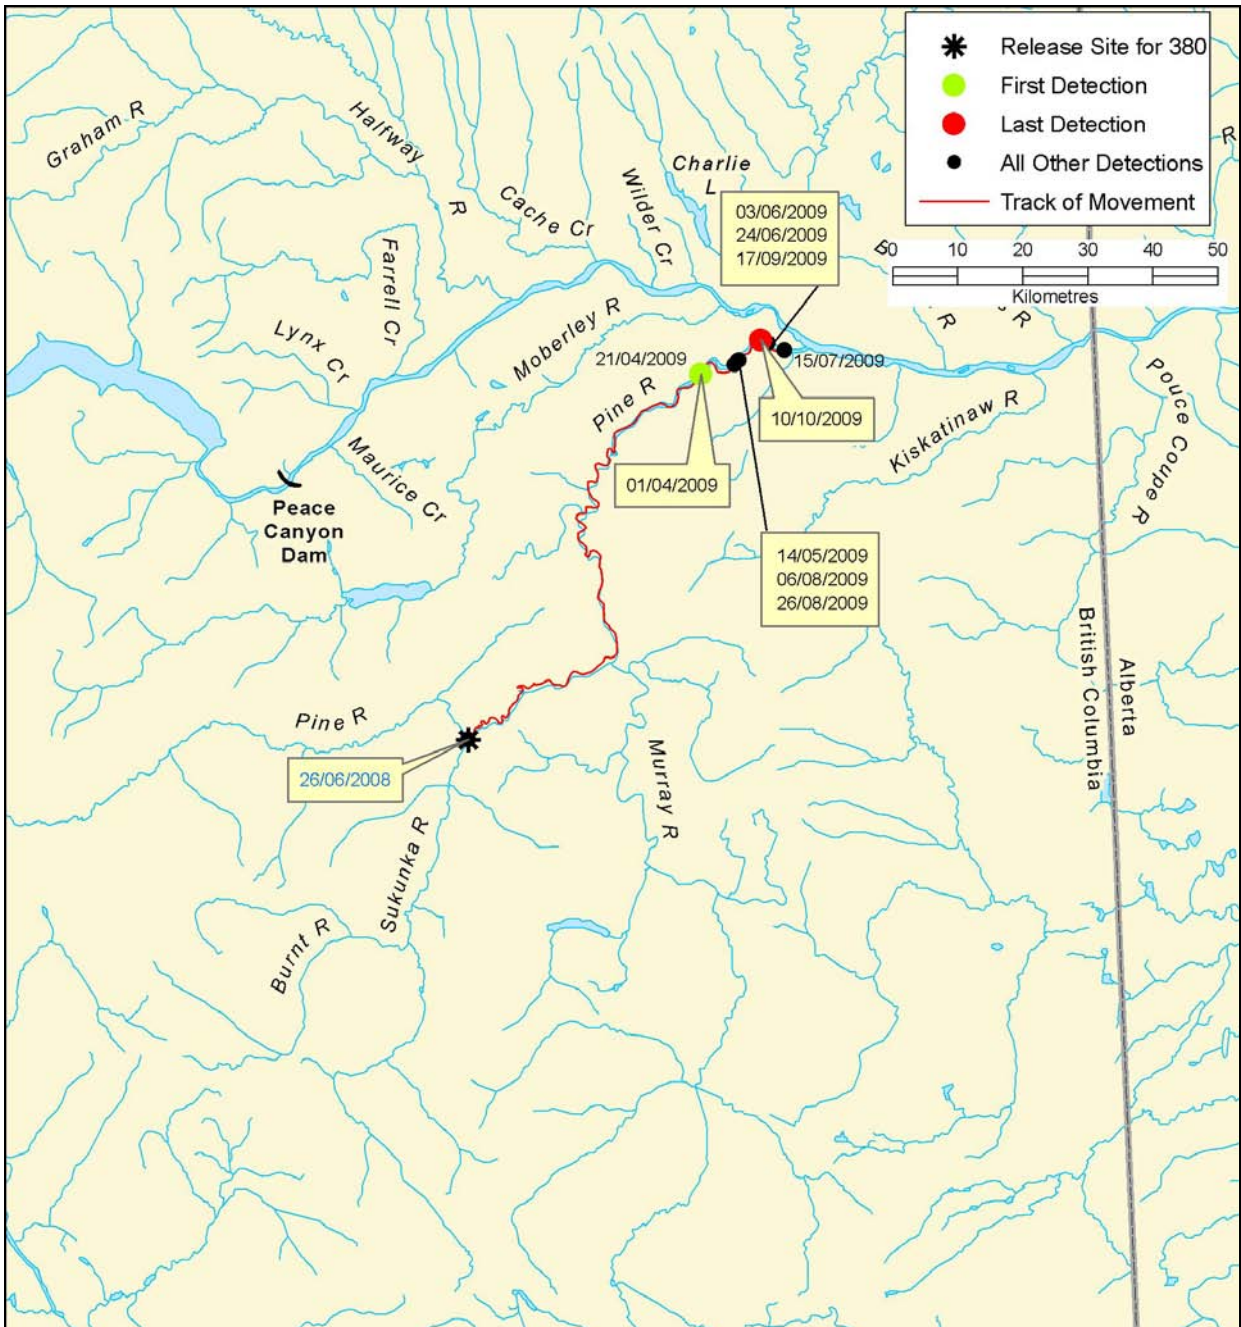 Release Site for 380
First Detection
Last Detection
All Other Detections
Track of Movement
0 10 20 30 40 50
Kilometres
Graham R
Halfway R
Cache Cr
Wilder Cr
Charlie L
Farrell Cr
Lynx Cr
Moberley R
03/06/2009
24/06/2009
17/09/2009
21/04/2009
15/07/2009
Pine R
10/10/2009
Kiskatinaw R
Pouce Coupe R
Maurice Cr
01/04/2009
Peace
Canyon
Dam
14/05/2009
06/08/2009
26/08/2009
British Columbia
Alberta
Pine R
26/06/2008
Murray R
Sukunka R
Burnt R
R
B
R
R